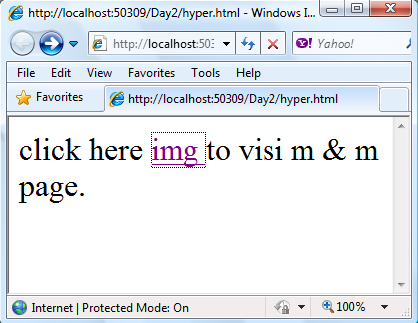 http://localhost:50309/Day2/hyper.html - Windows I...
http://localhost:503
Yahoo!
File Edit View Favorites Tools Help
Favorites
http://localhost:50309/Day2/hyper.html
click here img to visi m & m
page.
Internet | Protected Mode: On
100%